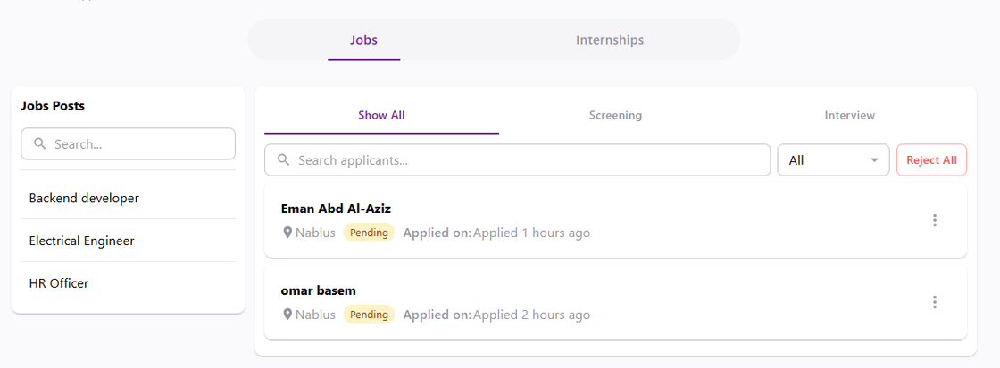 Jobs
Internships
Jobs Posts
Search...
Backend developer
Electrical Engineer
HR Officer
Show All
Screening
Interview
Search applicants...
All
Reject All
Eman Abd Al-Aziz
Nablus Pending Applied on: Applied 1 hours ago
omar basem
Nablus Pending Applied on: Applied 2 hours ago